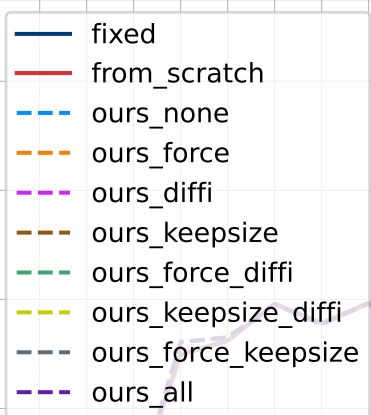 fixed
from_scratch
ours_none
ours_force
ours_diffi
ours_keepsize
ours_force_diffi
ours_keepsize_diffi
ours_force_keepsize
ours_all